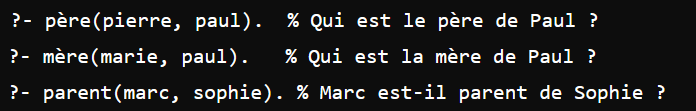 ?- père(pierre, paul).  % Qui est le père de Paul ?
?- mère(marie, paul).   % Qui est la mère de Paul ?
?- parent(marc, sophie). % Marc est-il parent de Sophie ?